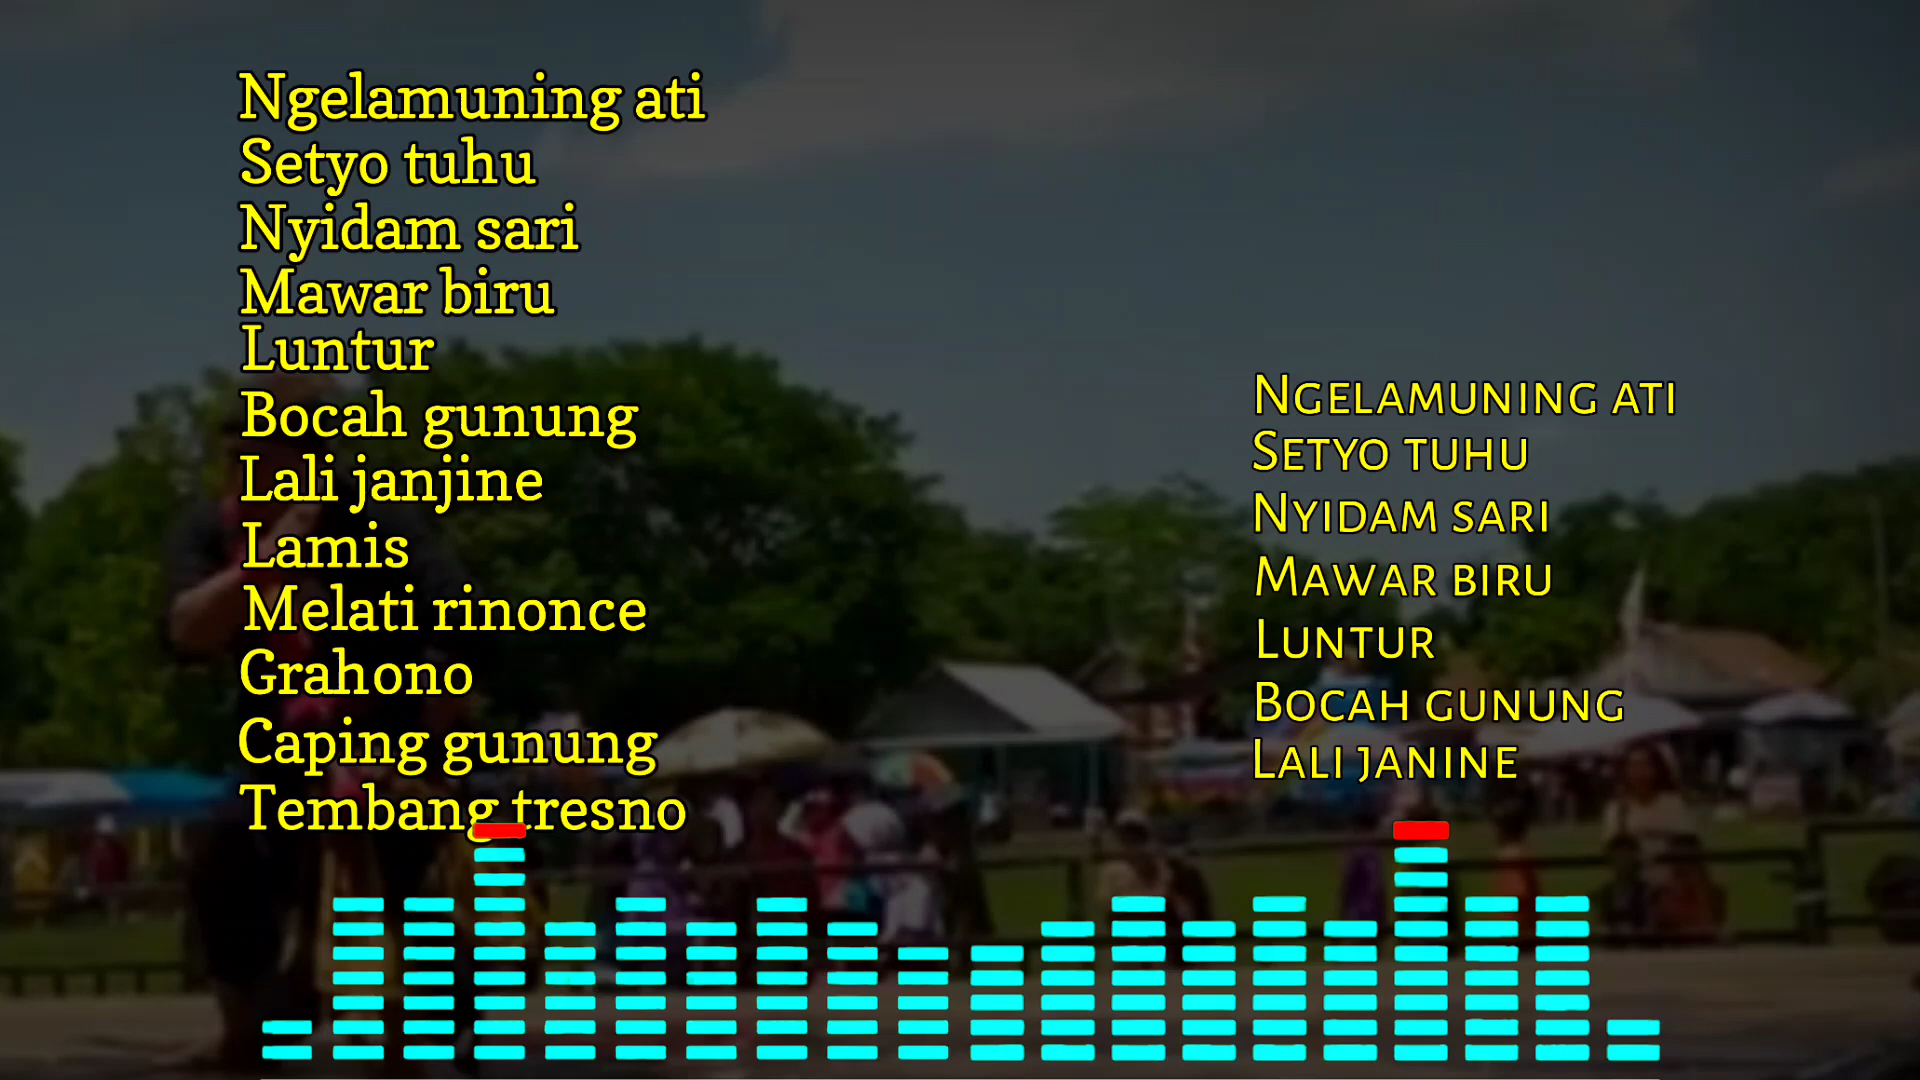 Ngelamuning ati
Setyo tuhu
Nyidam sari
Mawar biru
Luntur
Bocah gunung
Lali janjine
Lamis
Melati rinonce
Grahono
Caping gunung
Tembang tresno
Ngelamuning ati
Setyo tuhu
Nyidam sari
Mawar biru
Luntur
Bocah gunung
Lali janine